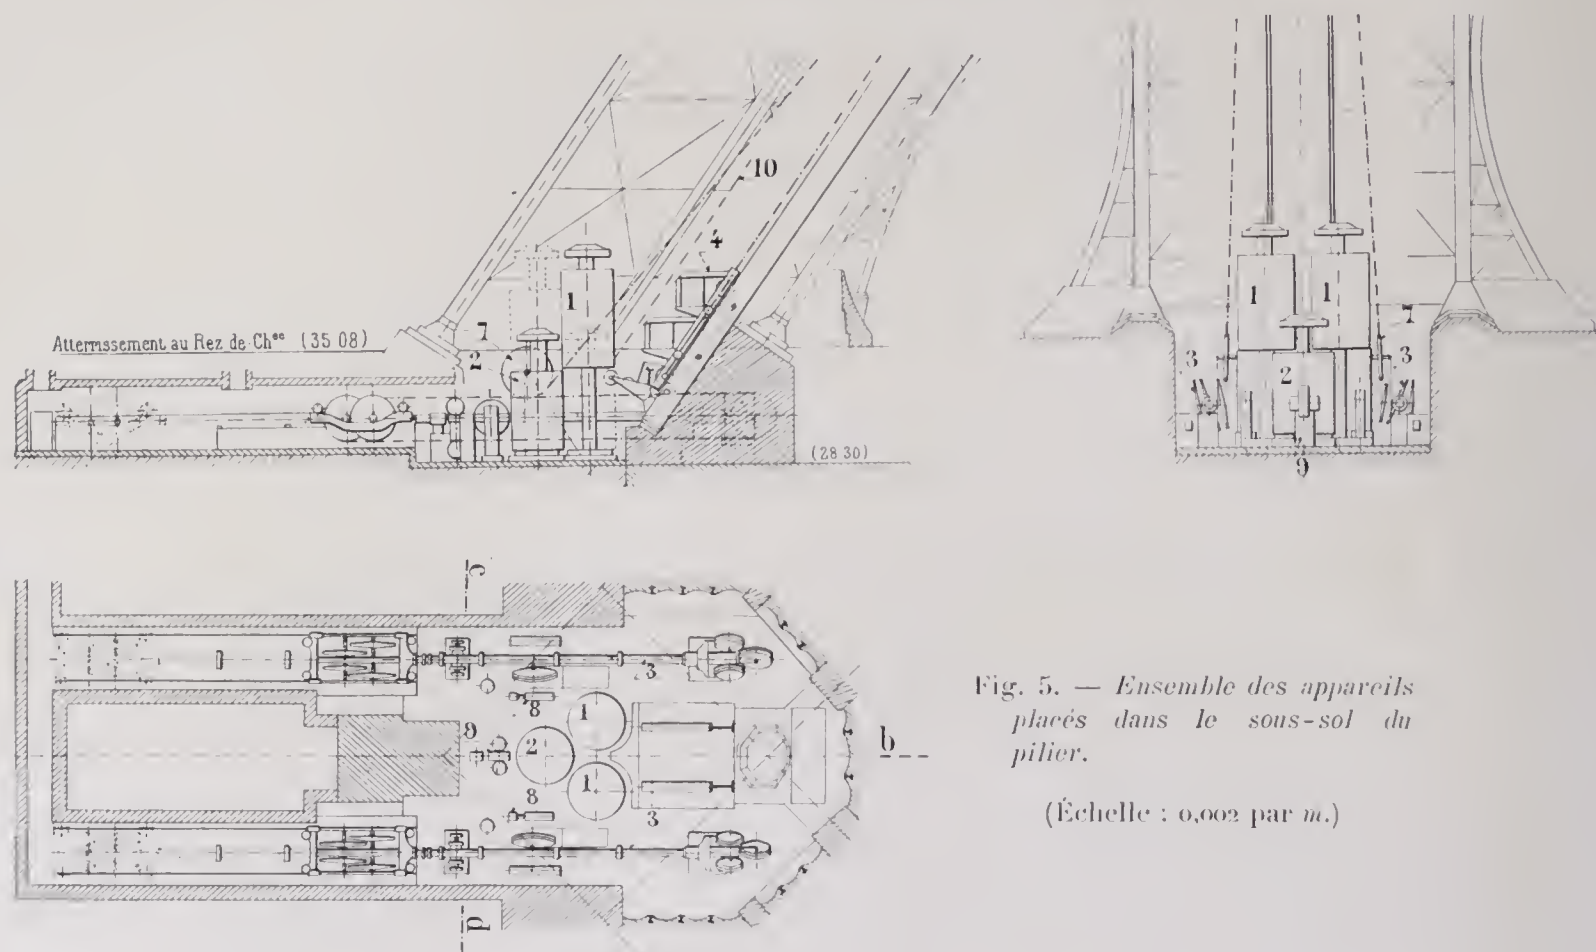 10
4
1
7
2
Atterrissement au Rez de Chée (35 08)
(28 30)
1
1
7
3
3
2
9
c
3
8
1
9
2
b
1
8
3
d
Fig. 5. — Ensemble des appareils
placés dans le sous-sol du
pilier.
(Échelle : 0,002 par m.)